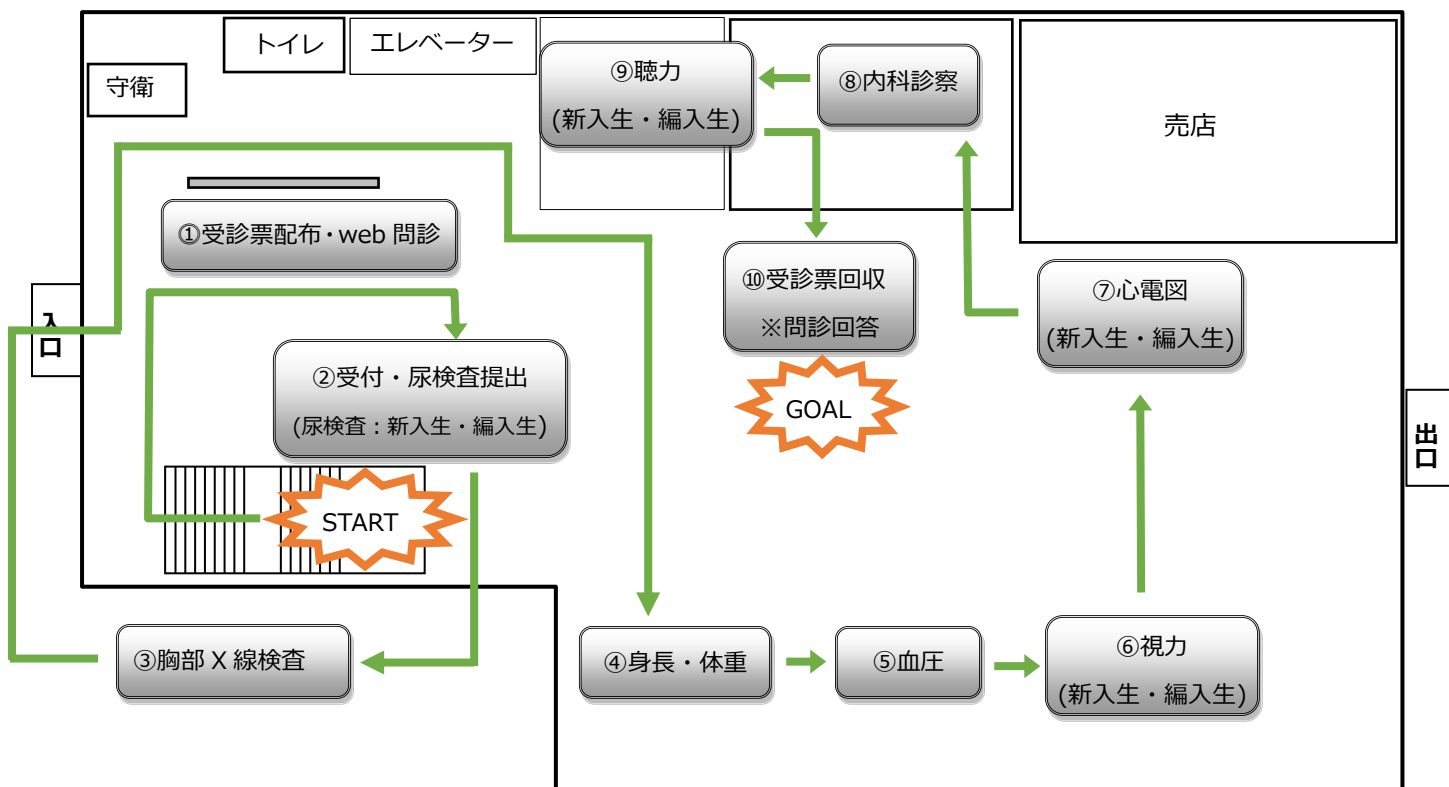 トイレ
エレベーター
守衛
⑨聴力
(新入生・編入生)
⑧内科診察
売店
①受診票配布・web 問診
入口
⑩受診票回収
※問診回答
⑦心電図
(新入生・編入生)
②受付・尿検査提出
(尿検査：新入生・編入生)
GOAL
出口
START
③胸部 X 線検査
④身長・体重
⑤血圧
⑥視力
(新入生・編入生)